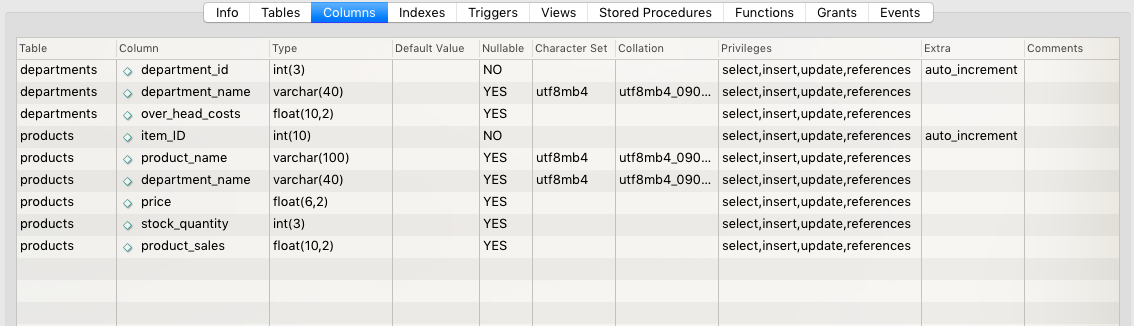 Info Tables Columns Indexes Triggers Views Stored Procedures Functions Grants Events
Table Column Type Default Value Nullable Character Set Collation Privileges Extra Comments
departments department_id int(3) NO select,insert,update,references auto_increment
departments department_name varchar(40) YES utf8mb4 utf8mb4_090... select,insert,update,references
departments over_head_costs float(10,2) YES select,insert,update,references
products item_ID int(10) NO select,insert,update,references auto_increment
products product_name varchar(100) YES utf8mb4 utf8mb4_090... select,insert,update,references
products department_name varchar(40) YES utf8mb4 utf8mb4_090... select,insert,update,references
products price float(6,2) YES select,insert,update,references
products stock_quantity int(3) YES select,insert,update,references
products product_sales float(10,2) YES select,insert,update,references